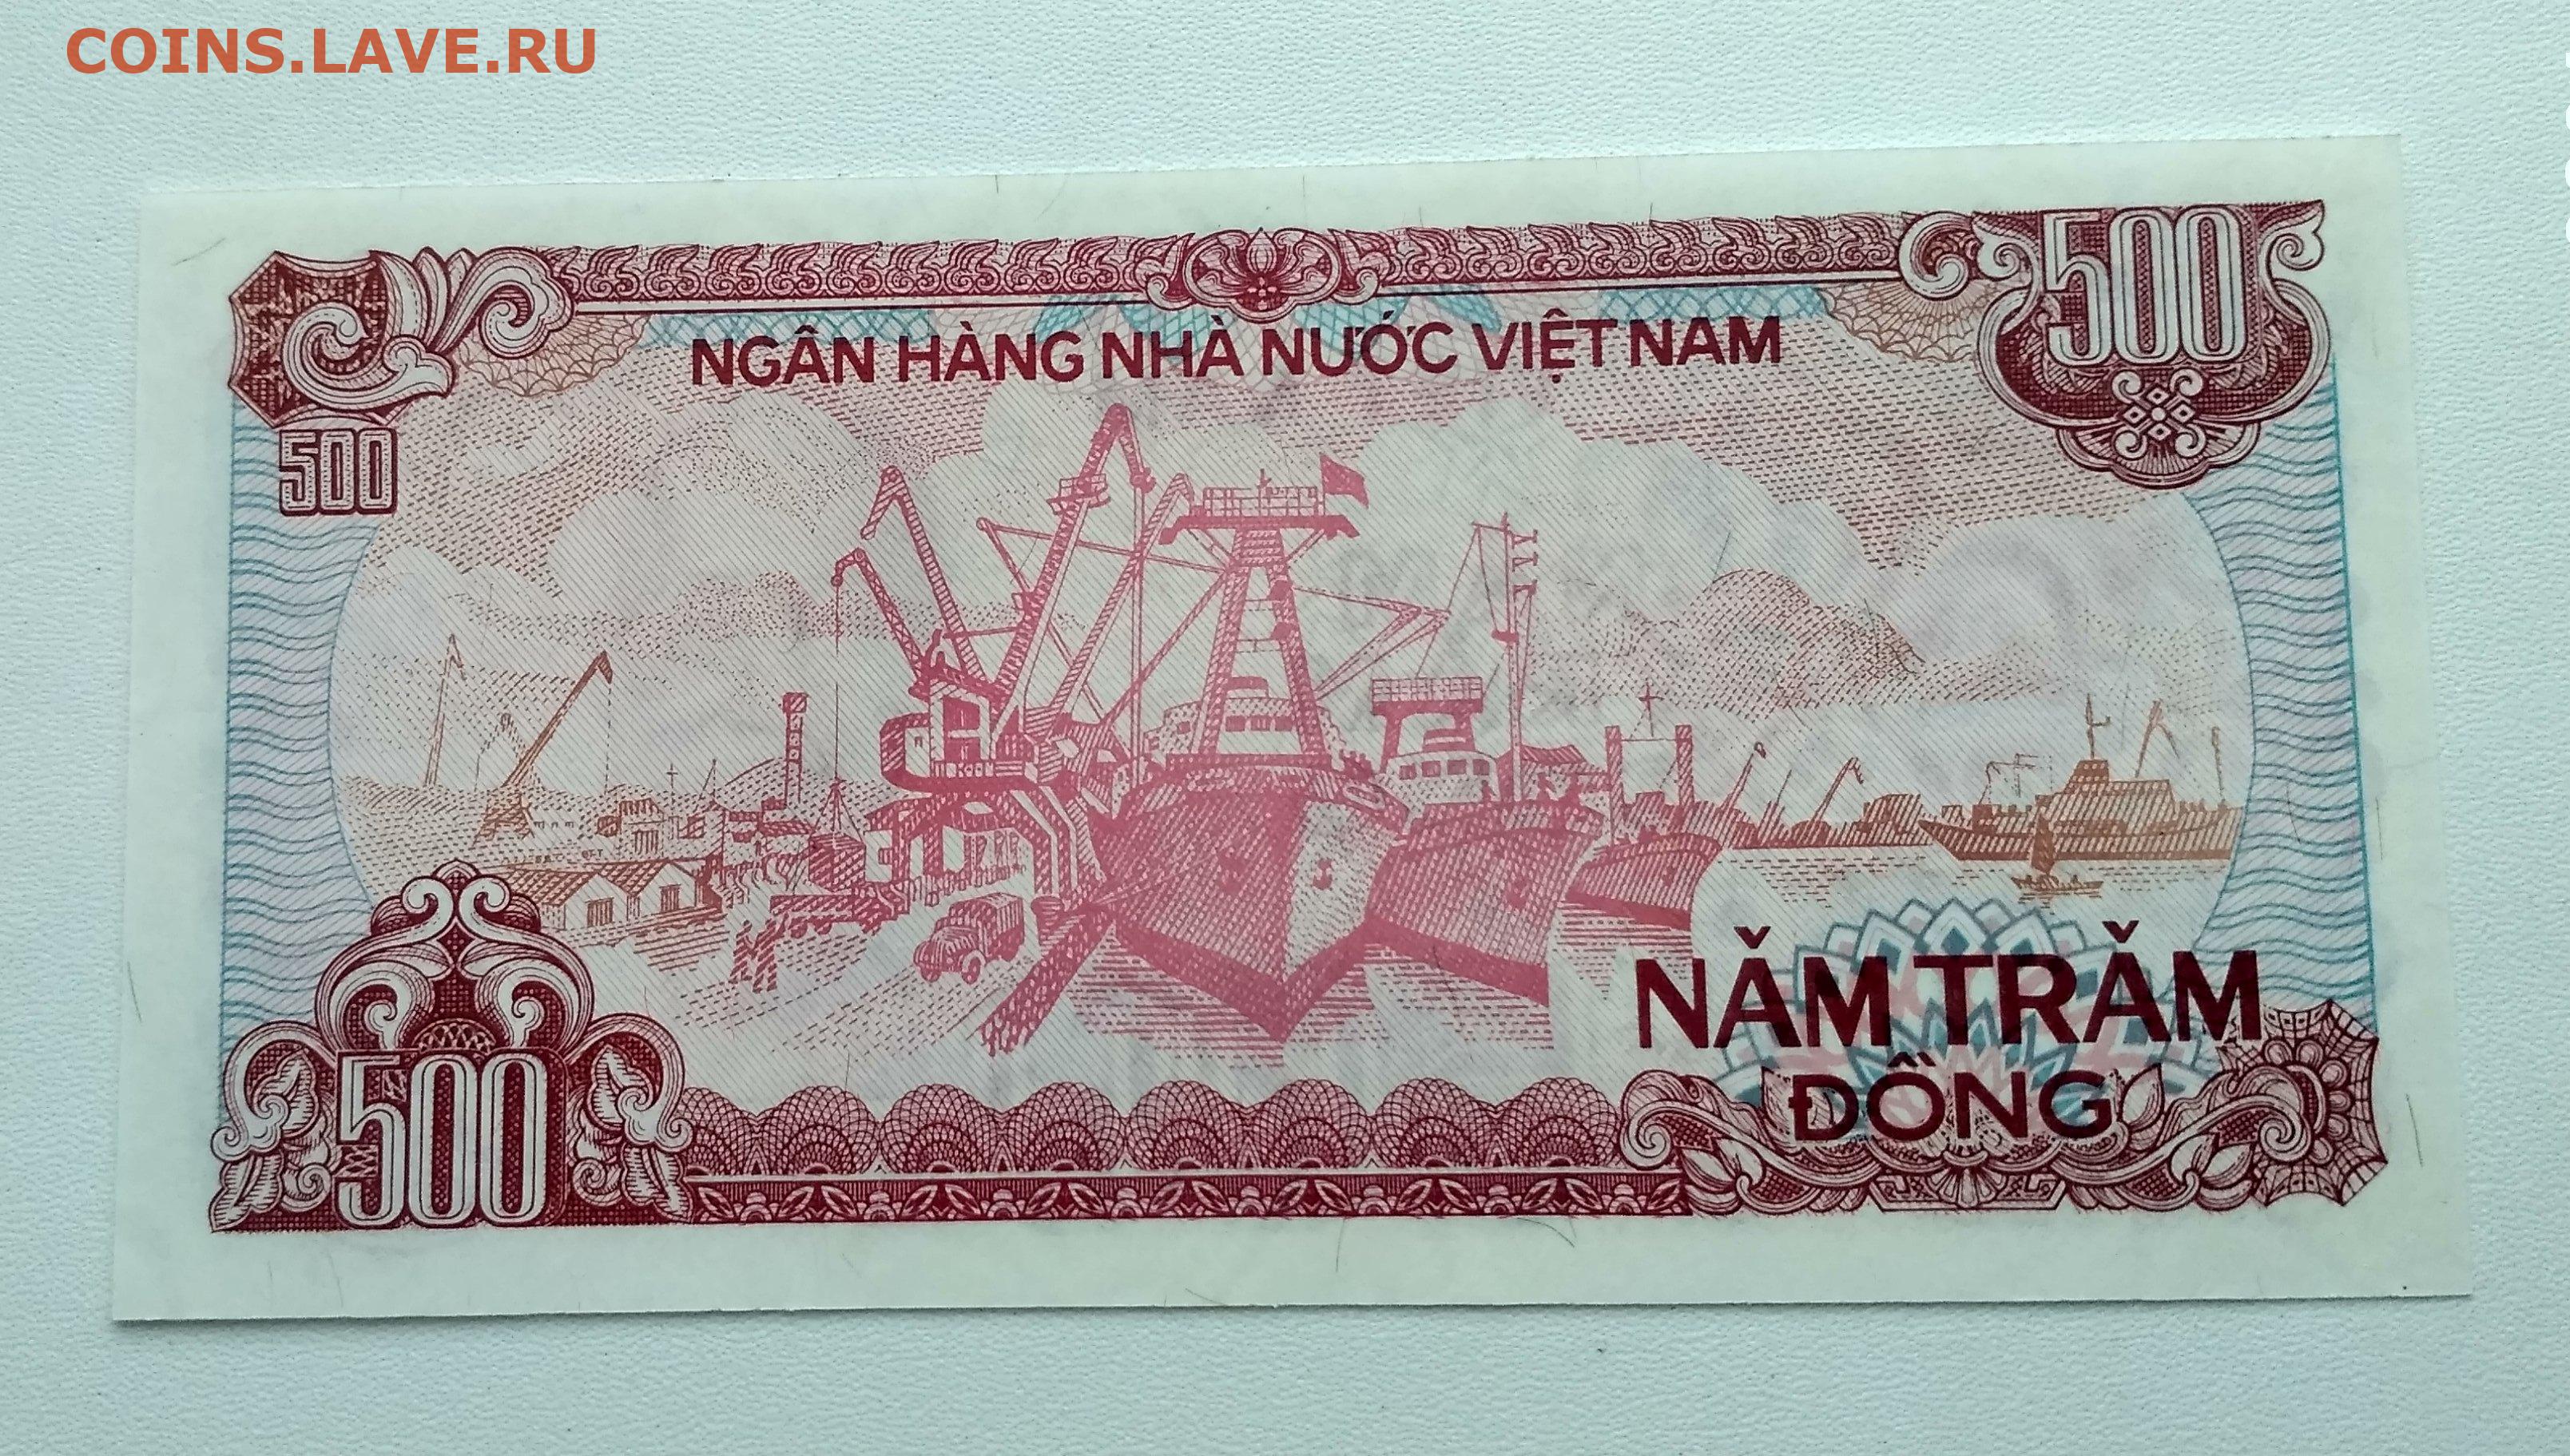 COINS.LAVE.RU
500
NGÂN HÀNG NHÀ NƯỚC VIỆT NAM
500
500
NĂM TRĂM
ĐỒNG